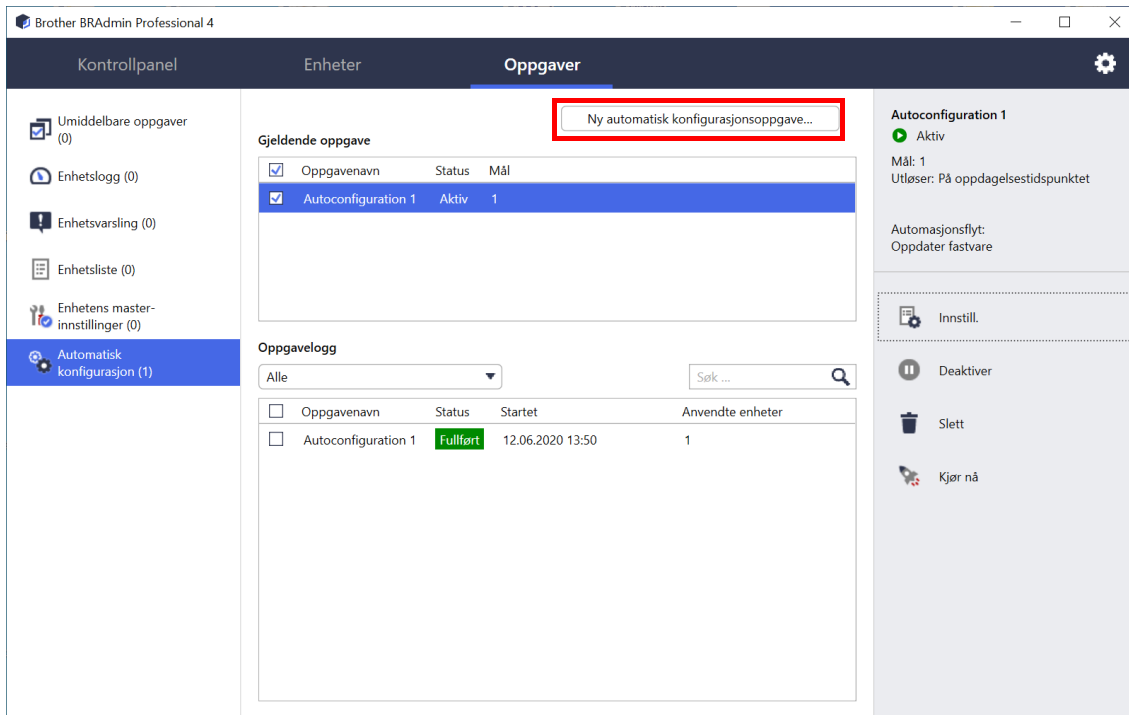 Brother BRAdmin Professional 4
Kontrollpanel
Enheter
Oppgaver
Umiddelbare oppgaver
(0)
Enhetslogg (0)
Enhetsvarsling (0)
Enhetsliste (0)
Enhetens master-
innstillinger (0)
Automatisk
konfigurasjon (1)
Ny automatisk konfigurasjonsoppgave...
Gjeldende oppgave
Oppgavenavn Status Mål
Autoconfiguration 1 Aktiv 1
Oppgavelogg
Alle
Søk ...
Oppgavenavn Status Startet Anvendte enheter
Autoconfiguration 1 Fullført 12.06.2020 13:50 1
Autoconfiguration 1
Aktiv
Mål: 1
Utløser: På oppdagelsestidspunktet
Automasjonsflyt:
Oppdater fastvare
Innstill.
Deaktiver
Slett
Kjør nå